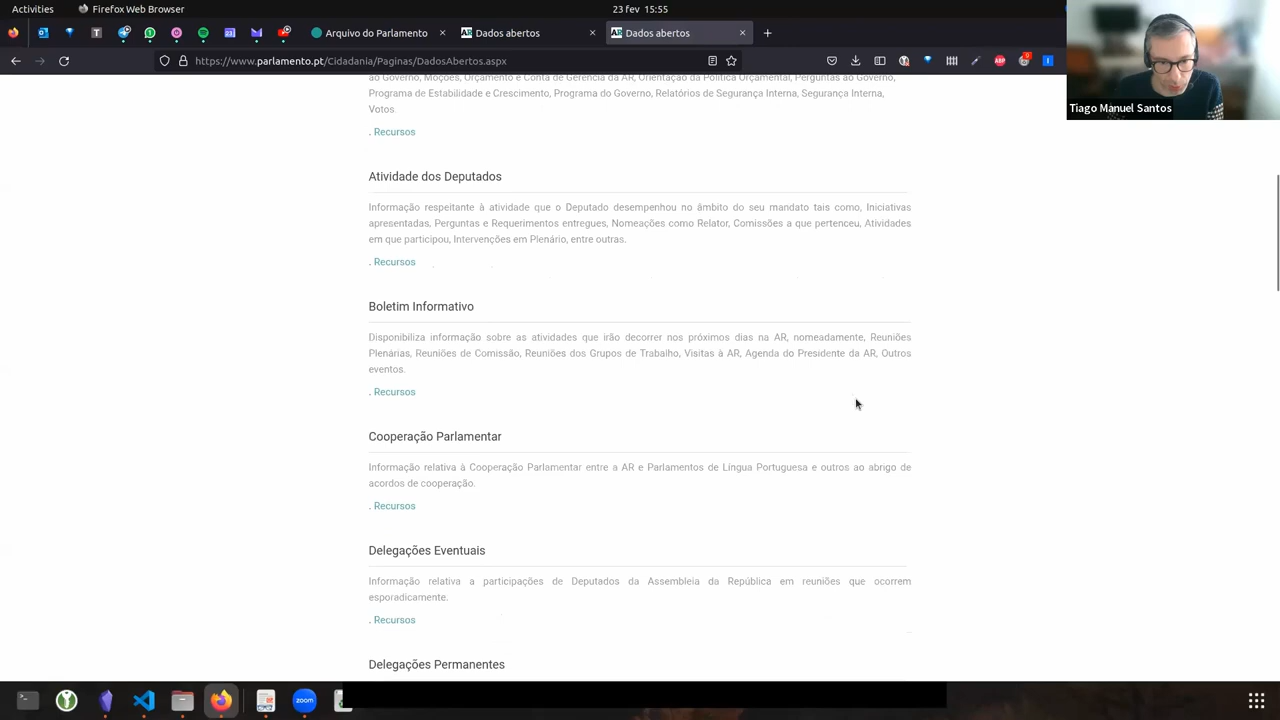 Activities
Firefox Web Browser
23 fev 15:55
Arquivo do Parlamento
Dados abertos
Dados abertos
https://www.parlamento.pt/Cidadania/Paginas/DadosAbertos.aspx
Tiago Manuel Santos
ao Governo, Moções, Orçamento e Conta de Gerência da AR, Orientação da Política Orçamental, Perguntas ao Governo,
Programa de Estabilidade e Crescimento, Programa do Governo, Relatórios de Segurança Interna, Segurança Interna,
Votos
. Recursos
Atividade dos Deputados
Informação respeitante à atividade que o Deputado desempenhou no âmbito do seu mandato tais como, Iniciativas
apresentadas, Perguntas e Requerimentos entregues, Nomeações como Relator, Comissões a que pertenceu, Atividades
em que participou, Intervenções em Plenário, entre outras.
. Recursos
Boletim Informativo
Disponibiliza informação sobre as atividades que irão decorrer nos próximos dias na AR, nomeadamente, Reuniões
Plenárias, Reuniões de Comissão, Reuniões dos Grupos de Trabalho, Visitas à AR, Agenda do Presidente da AR, Outros
eventos.
. Recursos
Cooperação Parlamentar
Informação relativa à Cooperação Parlamentar entre a AR e Parlamentos de Língua Portuguesa e outros ao abrigo de
acordos de cooperação.
. Recursos
Delegações Eventuais
Informação relativa a participações de Deputados da Assembleia da República em reuniões que ocorrem
esporadicamente.
. Recursos
Delegações Permanentes
zoom